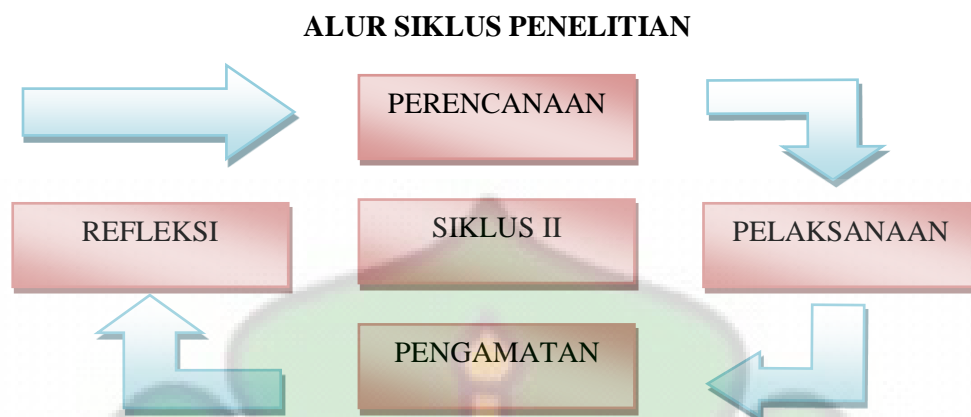 ALUR SIKLUS PENELITIAN
PERENCANAAN
REFLEKSI
SIKLUS II
PELAKSANAAN
PENGAMATAN